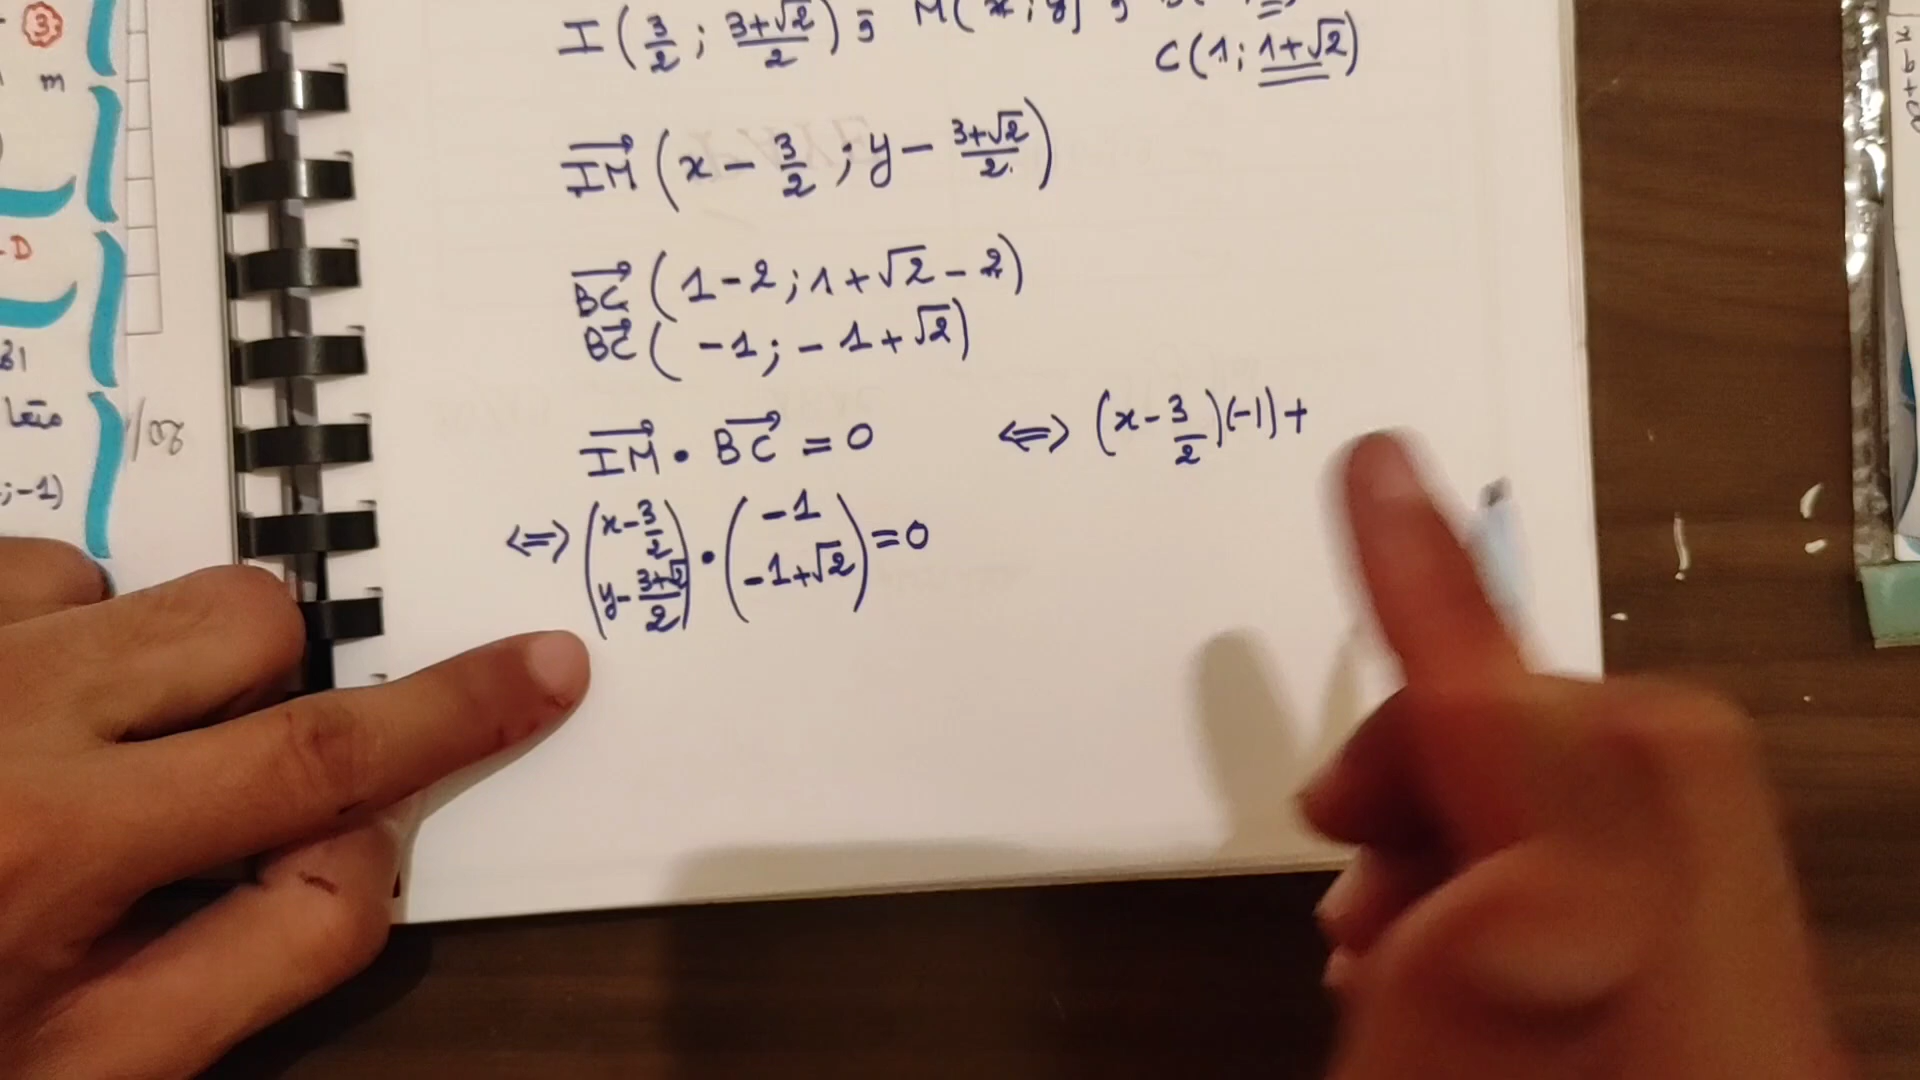 3
m
I(3/2 ; (3+√2)/2) ; M(x ; y) ;
C(1 ; 1+√2)
IM⃗ (x - 3/2 ; y - (3+√2)/2)
BC⃗ (1-2 ; 1+√2-2)
BC⃗ (-1 ; -1+√2)
IM⃗ • BC⃗ = 0 ⟺ (x - 3/2)(-1)+
⟺ (x - 3/2 ; y - (3+√2)/2) • (-1 ; -1+√2) = 0
;-1)